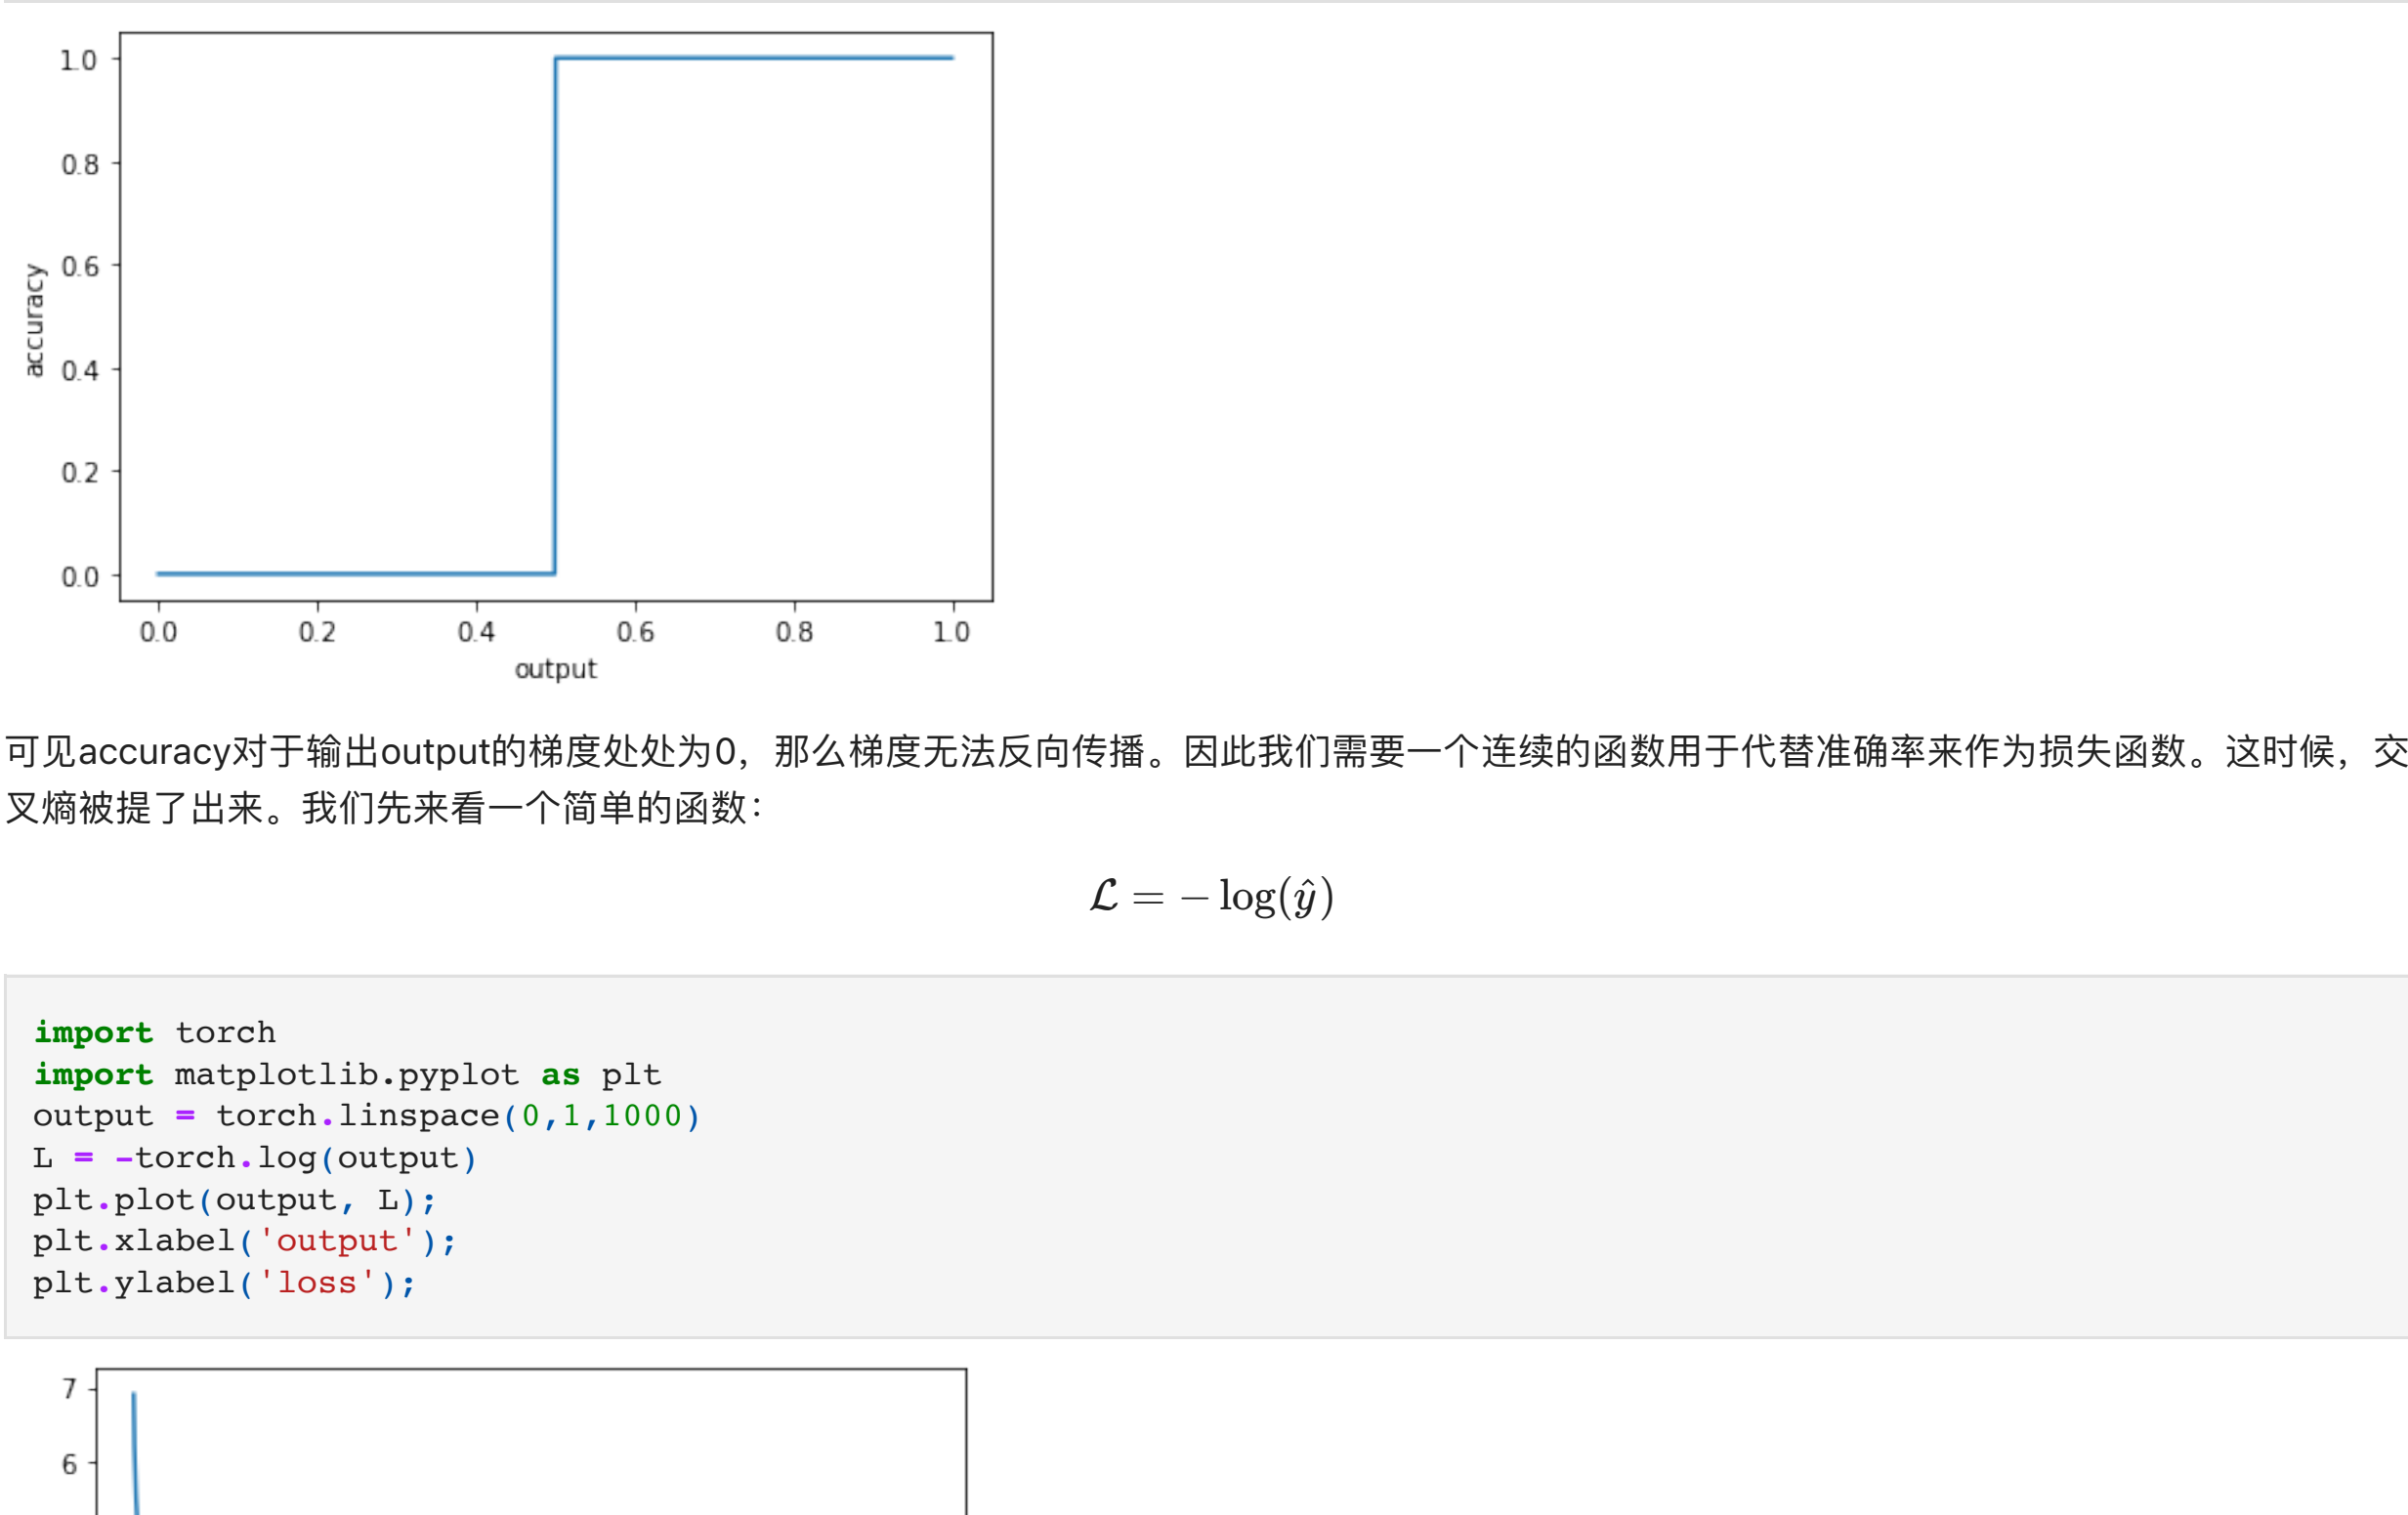 1.0
0.8
0.6
0.4
0.2
0.0
accuracy
0.0 0.2 0.4 0.6 0.8 1.0
output
可见accuracy对于输出output的梯度处处为0，那么梯度无法反向传播。因此我们需要一个连续的函数用于代替准确率来作为损失函数。这时候，交
叉熵被提了出来。我们先来看一个简单的函数：
ℒ = − log(ŷ)
import torch
import matplotlib.pyplot as plt
output = torch.linspace(0,1,1000)
L = -torch.log(output)
plt.plot(output, L);
plt.xlabel('output');
plt.ylabel('loss');
7
6